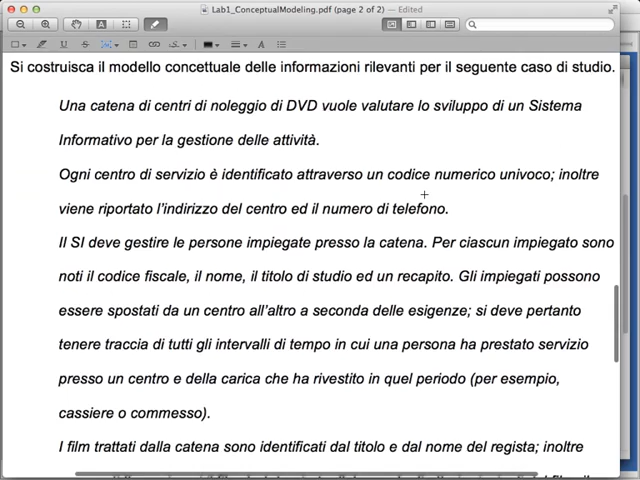 Lab1_ConceptualModeling.pdf (page 2 of 2) — Edited
Si costruisca il modello concettuale delle informazioni rilevanti per il seguente caso di studio.
Una catena di centri di noleggio di DVD vuole valutare lo sviluppo di un Sistema
Informativo per la gestione delle attività.
Ogni centro di servizio è identificato attraverso un codice numerico univoco; inoltre
viene riportato l'indirizzo del centro ed il numero di telefono.
Il SI deve gestire le persone impiegate presso la catena. Per ciascun impiegato sono
noti il codice fiscale, il nome, il titolo di studio ed un recapito. Gli impiegati possono
essere spostati da un centro all'altro a seconda delle esigenze; si deve pertanto
tenere traccia di tutti gli intervalli di tempo in cui una persona ha prestato servizio
presso un centro e della carica che ha rivestito in quel periodo (per esempio,
cassiere o commesso).
I film trattati dalla catena sono identificati dal titolo e dal nome del regista; inoltre